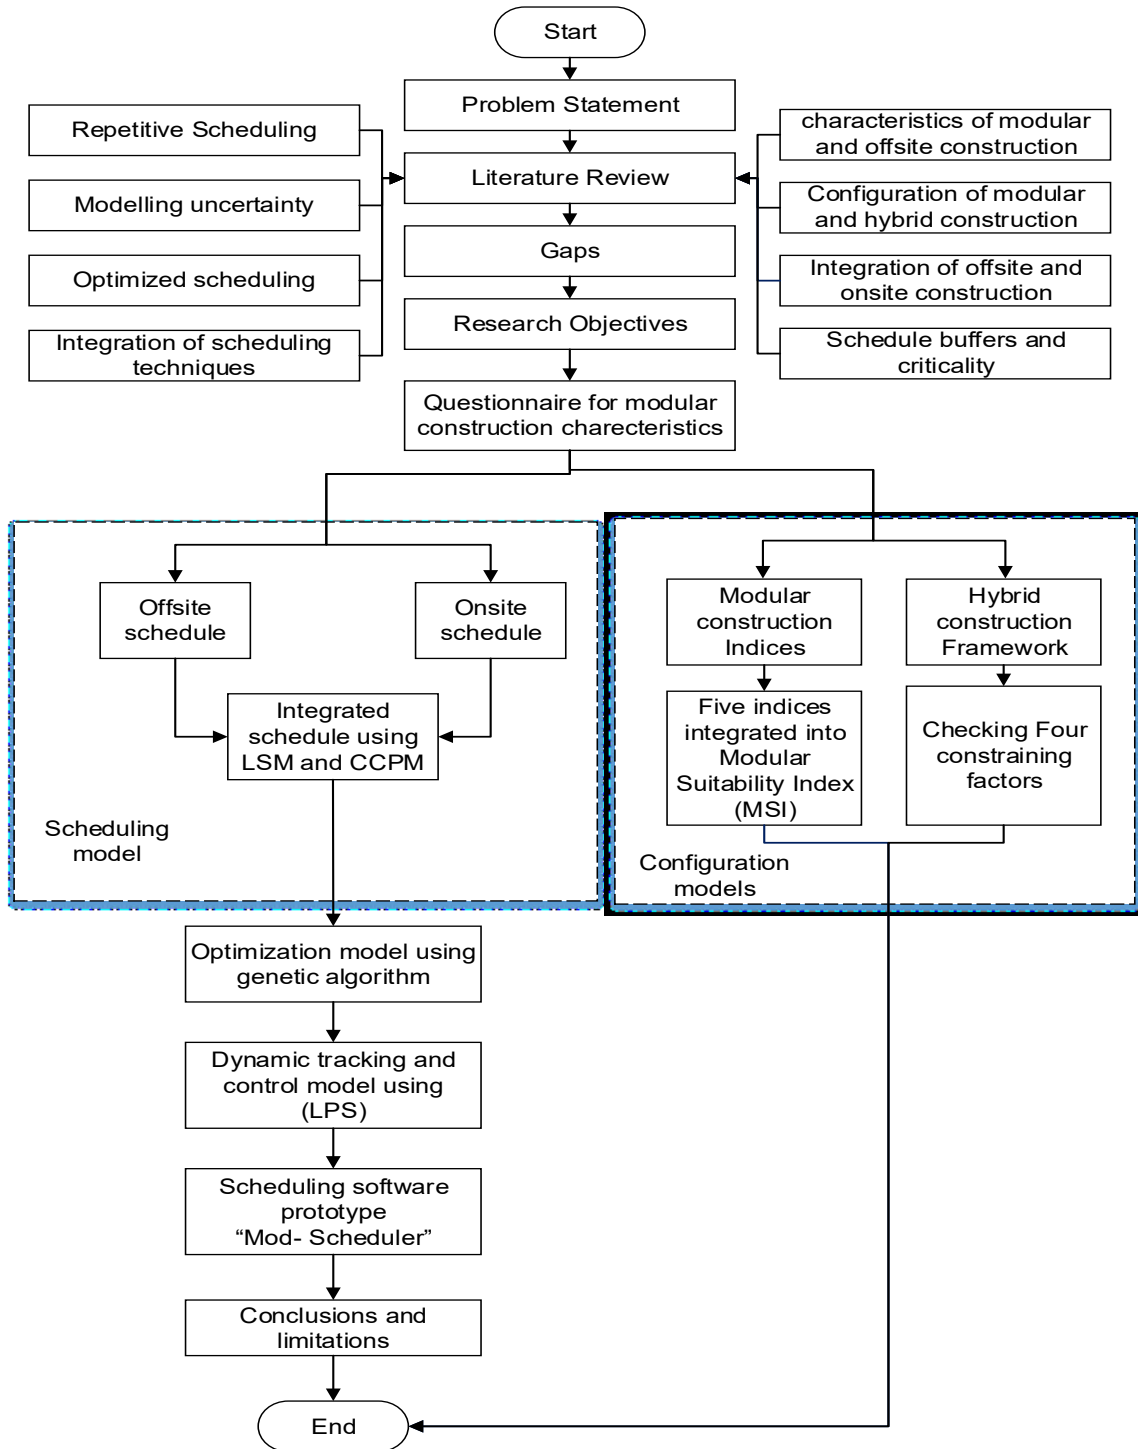 Start
Problem Statement
Literature Review
Gaps
Research Objectives
Questionnaire for modular
construction charecteristics
Repetitive Scheduling
Modelling uncertainty
Optimized scheduling
Integration of scheduling
techniques
characteristics of modular
and offsite construction
Configuration of modular
and hybrid construction
Integration of offsite and
onsite construction
Schedule buffers and
criticality
Offsite
schedule
Onsite
schedule
Integrated
schedule using
LSM and CCPM
Scheduling
model
Modular
construction
Indices
Hybrid
construction
Framework
Five indices
integrated into
Modular
Suitability Index
(MSI)
Checking Four
constraining
factors
Configuration
models
Optimization model using
genetic algorithm
Dynamic tracking and
control model using
(LPS)
Scheduling software
prototype
“Mod- Scheduler”
Conclusions and
limitations
End